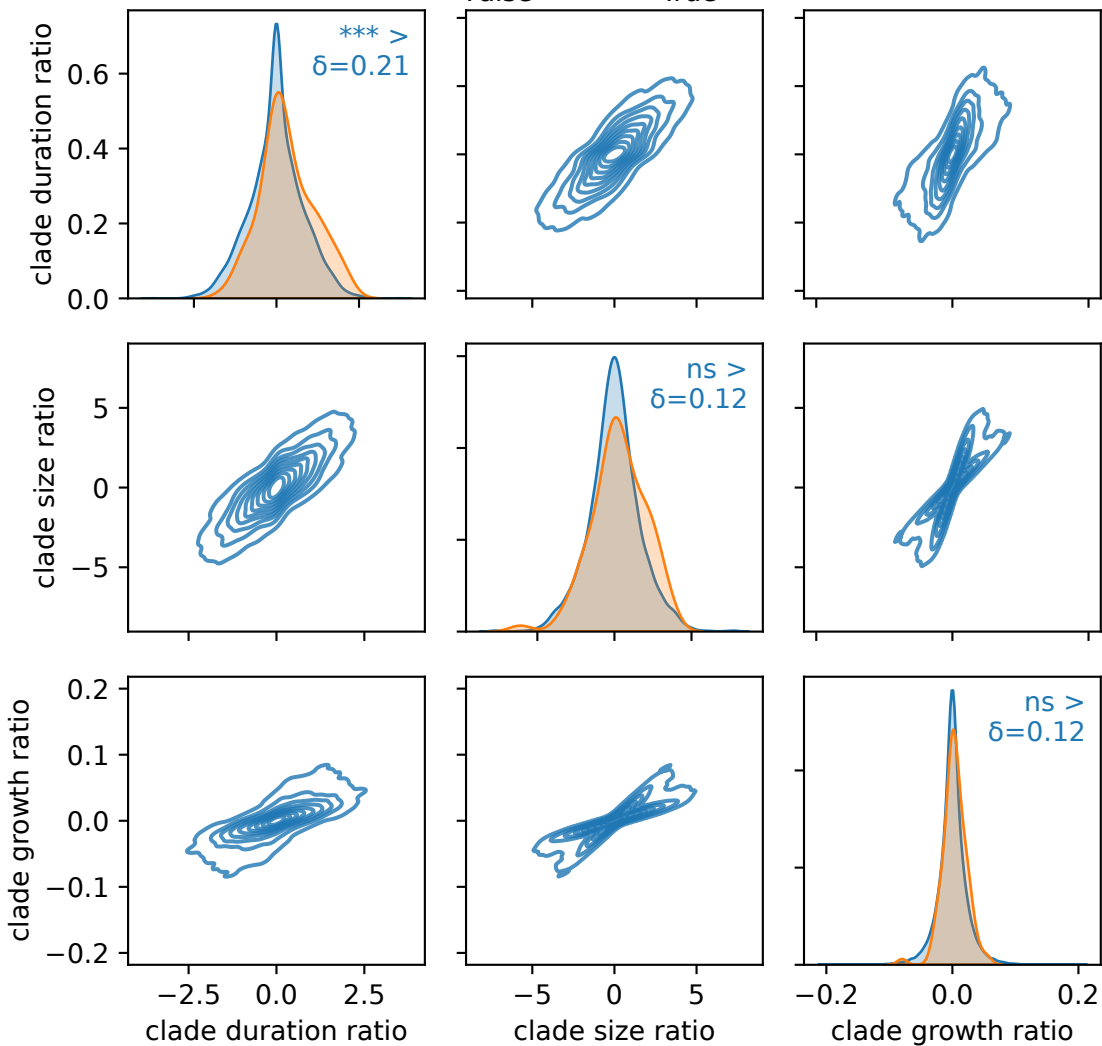 clade duration ratio
0.6
0.4
0.2
0.0
*** >
δ=0.21
clade size ratio
5
0
−5
ns >
δ=0.12
clade growth ratio
0.2
0.1
0.0
−0.1
−0.2
ns >
δ=0.12
−2.5
0.0
2.5
clade duration ratio
−5
0
5
clade size ratio
−0.2
0.0
0.2
clade growth ratio